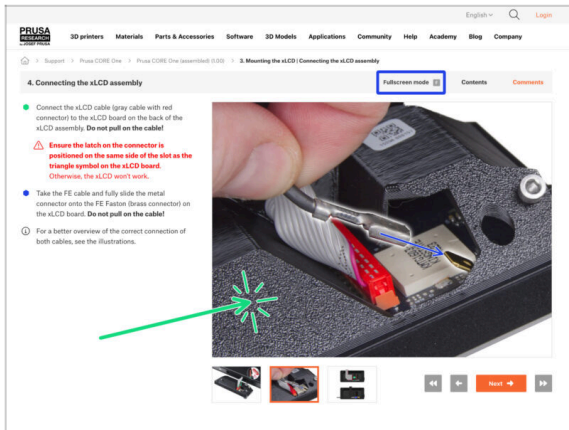 English
Login
PRUSA
RESEARCH
by JOSEF PRUSA
3D printers Materials Parts & Accessories Software 3D Models Applications Community Help Academy Blog Company
Support > Prusa CORE One > Prusa CORE One (assembled) (1.00) > 3. Mounting the xLCD | Connecting the xLCD assembly
4. Connecting the xLCD assembly
Fullscreen mode F Contents Comments
Connect the xLCD cable (gray cable with red
connector) to the xLCD board on the back of the
xLCD assembly. Do not pull on the cable!
Ensure the latch on the connector is
positioned on the same side of the slot as the
triangle symbol on the xLCD board.
Otherwise, the xLCD won't work.
Take the FE cable and fully slide the metal
connector onto the FE Faston (brass connector) on
the xLCD board. Do not pull on the cable!
For a better overview of the correct connection of
both cables, see the illustrations.
Next